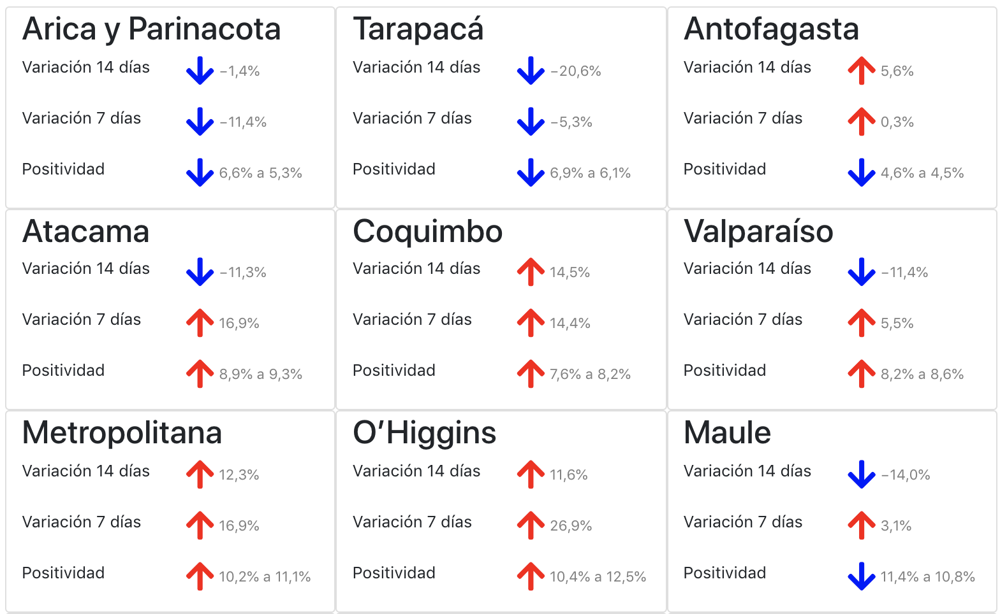 Arica y Parinacota
Variación 14 días −1,4%
Variación 7 días −11,4%
Positividad 6,6% a 5,3%
Tarapacá
Variación 14 días −20,6%
Variación 7 días −5,3%
Positividad 6,9% a 6,1%
Antofagasta
Variación 14 días 5,6%
Variación 7 días 0,3%
Positividad 4,6% a 4,5%
Atacama
Variación 14 días −11,3%
Variación 7 días 16,9%
Positividad 8,9% a 9,3%
Coquimbo
Variación 14 días 14,5%
Variación 7 días 14,4%
Positividad 7,6% a 8,2%
Valparaíso
Variación 14 días −11,4%
Variación 7 días 5,5%
Positividad 8,2% a 8,6%
Metropolitana
Variación 14 días 12,3%
Variación 7 días 16,9%
Positividad 10,2% a 11,1%
O’Higgins
Variación 14 días 11,6%
Variación 7 días 26,9%
Positividad 10,4% a 12,5%
Maule
Variación 14 días −14,0%
Variación 7 días 3,1%
Positividad 11,4% a 10,8%